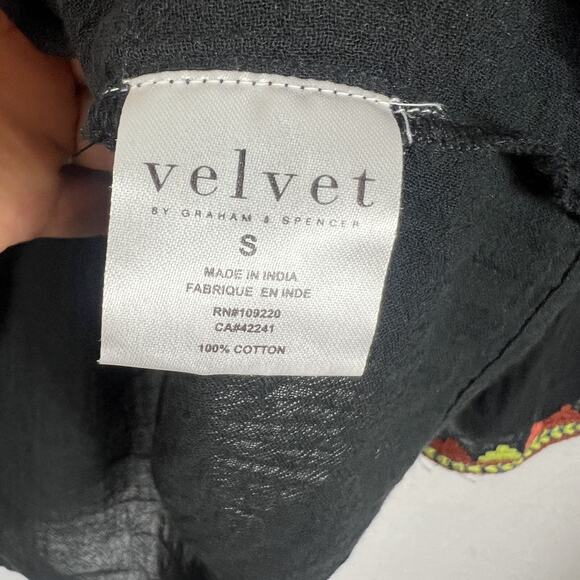 velvet
BY GRAHAM & SPENCER
S
MADE IN INDIA
FABRIQUE EN INDE
RN#109220
CA#42241
100% COTTON